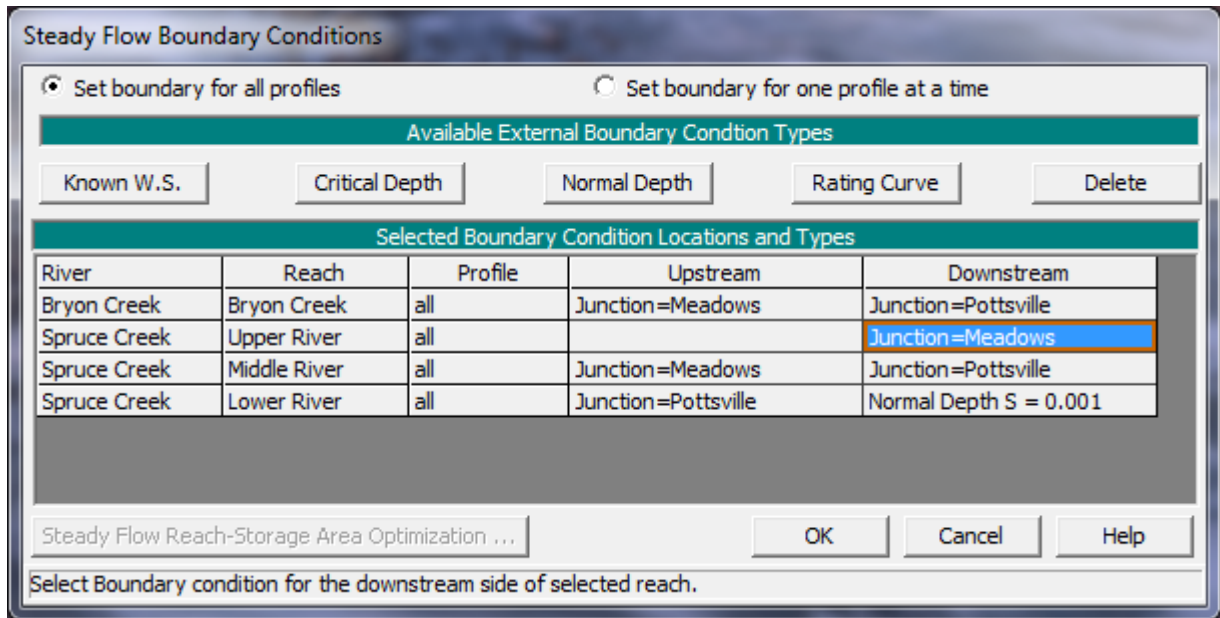 Steady Flow Boundary Conditions
Set boundary for all profiles Set boundary for one profile at a time
Available External Boundary Condtion Types
Known W.S. Critical Depth Normal Depth Rating Curve Delete
Selected Boundary Condition Locations and Types
River Reach Profile Upstream Downstream
Bryon Creek Bryon Creek all Junction=Meadows Junction=Pottsville
Spruce Creek Upper River all Junction=Meadows
Spruce Creek Middle River all Junction=Meadows Junction=Pottsville
Spruce Creek Lower River all Junction=Pottsville Normal Depth S = 0.001
Steady Flow Reach-Storage Area Optimization ... OK Cancel Help
Select Boundary condition for the downstream side of selected reach.